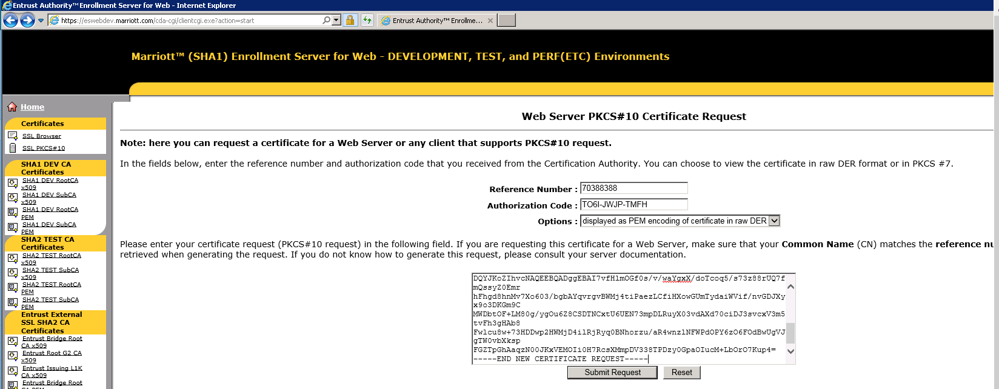 Entrust Authority™ Enrollment Server for Web - Internet Explorer
https://eswebdev.marriott.com/cda-cgi/clientcgi.exe?action=start
Entrust Authority™ Enrollme...
Marriott™ (SHA1) Enrollment Server for Web - DEVELOPMENT, TEST, and PERF(ETC) Environments
Home
Certificates
SSL Browser
SSL PKCS#10
SHA1 DEV CA
Certificates
SHA1 DEV RootCA
x509
SHA1 DEV SubCA
x509
SHA1 DEV RootCA
PEM
SHA1 DEV SubCA
PEM
SHA2 TEST CA
Certificates
SHA2 TEST RootCA
x509
SHA2 TEST SubCA
x509
SHA2 TEST RootCA
PEM
SHA2 TEST SubCA
PEM
Entrust External
SSL SHA2 CA
Certificates
Entrust Bridge Root
CA x509
Entrust Root G2 CA
x509
Entrust Issuing L1K
CA x509
Entrust Bridge Root
CA PEM
Web Server PKCS#10 Certificate Request
Note: here you can request a certificate for a Web Server or any client that supports PKCS#10 request.
In the fields below, enter the reference number and authorization code that you received from the Certification Authority. You can choose to view the certificate in raw DER format or in PKCS #7.
Reference Number : 70388388
Authorization Code : TO6I-JWJP-TMFH
Options : displayed as PEM encoding of certificate in raw DER
Please enter your certificate request (PKCS#10 request) in the following field. If you are requesting this certificate for a Web Server, make sure that your Common Name (CN) matches the reference nu
retrieved when generating the request. If you do not know how to generate this request, please consult your server documentation.
DQYJKoZIhvcNAQEEBQADggEBAI7vfHlmOGf0s/v/waYgxX/doTcoq5/s73z88rUQ7f
mQssyZ0Emr
hFhgd8hnMv7Xo603/bgbAYqvrgvBWMj4tiPaezLCfiHXowGUmTydaiWVif/nvGDJXy
x9o3DKGm9C
MWDbtOF+LM80g/ygOu6Z8CSDTNCxtU6UEN73mpDLRuyX03vdAXd70ciDJ3svcxV3m5
tvFh3gHAb8
Fwlcu8w+73HDDwp2HWMjD4ilRjRyq0BNhorzu/aR4wnzlNFWPdOPY6zO6FOdBwUgVJ
gTW0vbXksp
FGZTpGhAaqzN00JKxVEMOIi0H7RcsXMmpDV338TPDzy0GpaOIucM+LbOrO7Kup4=
-----END NEW CERTIFICATE REQUEST-----
Submit Request
Reset